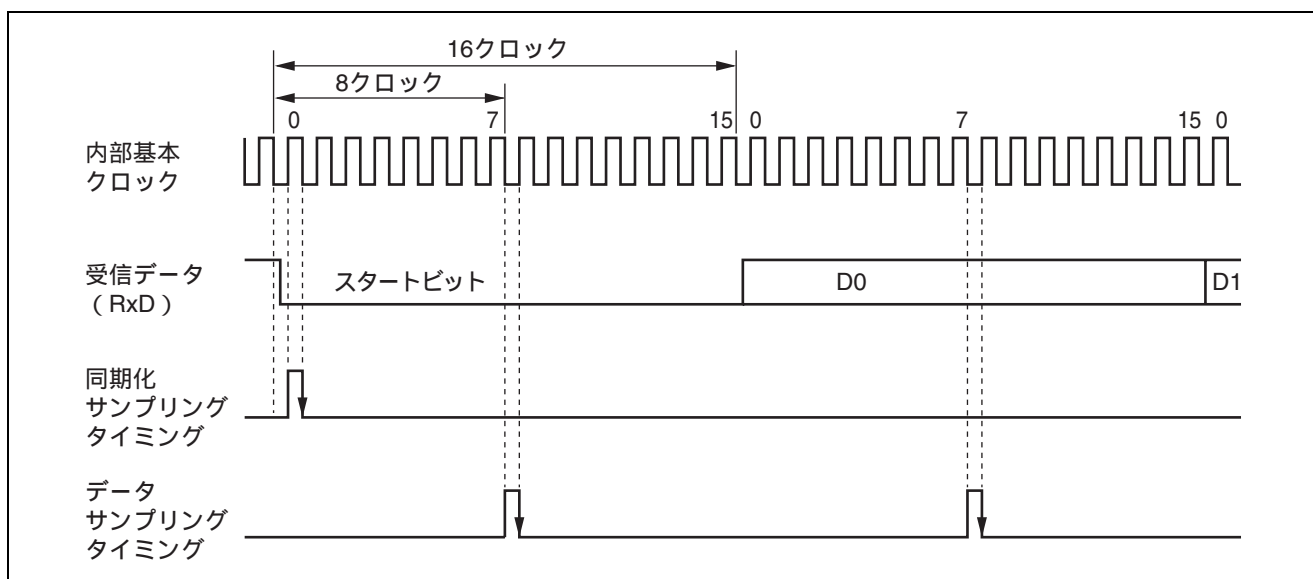 16クロック
8クロック
0 7 15 0 7 15 0
内部基本
クロック
受信データ
（RxD）
スタートビット D0 D1
同期化
サンプリング
タイミング
データ
サンプリング
タイミング